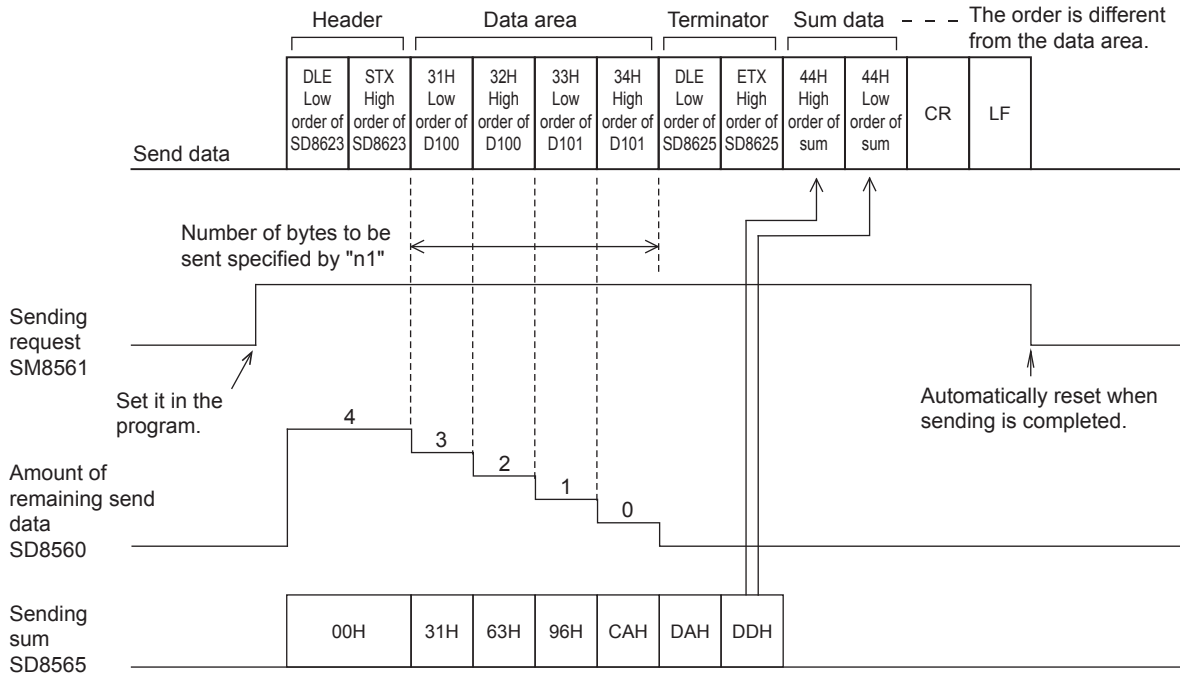 Header Data area Terminator Sum data – – – The order is different
from the data area.
DLE STX 31H 32H 33H 34H DLE ETX 44H 44H
Low High Low High Low High Low High High Low
order of order of order of order of order of order of order of order of order of order of CR LF
SD8623 SD8623 D100 D100 D101 D101 SD8625 SD8625 sum sum
Send data
Number of bytes to be
sent specified by "n1"
Sending
request
SM8561
Set it in the
program.
Automatically reset when
sending is completed.
4
3
2
1
0
Amount of
remaining send
data
SD8560
Sending
sum
SD8565
00H 31H 63H 96H CAH DAH DDH